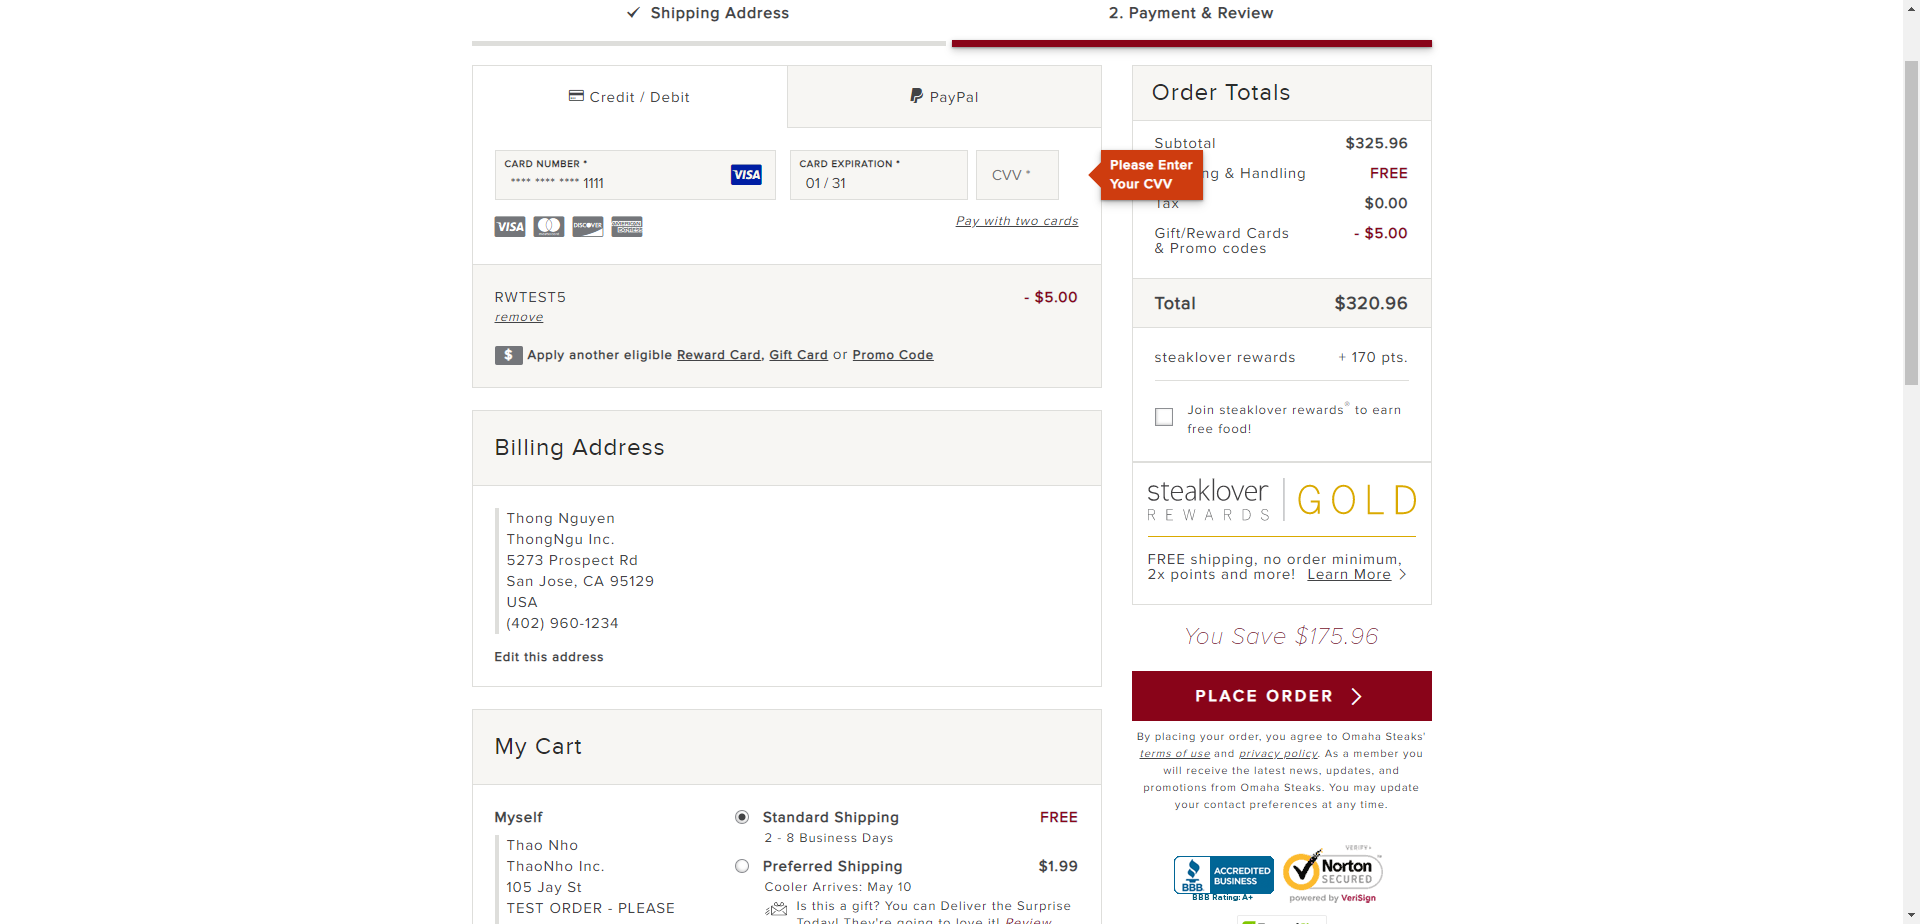 Shipping Address
2. Payment & Review
Credit / Debit
PayPal
CARD NUMBER *
**** **** **** 1111
VISA
CARD EXPIRATION *
01 / 31
CVV *
Please Enter
Your CVV
VISA
DISCOVER
AMERICAN
EXPRESS
Pay with two cards
RWTEST5
- $5.00
remove
$ Apply another eligible Reward Card, Gift Card or Promo Code
Billing Address
Thong Nguyen
ThongNgu Inc.
5273 Prospect Rd
San Jose, CA 95129
USA
(402) 960-1234
Edit this address
My Cart
Myself
Thao Nho
ThaoNho Inc.
105 Jay St
TEST ORDER - PLEASE
Standard Shipping
FREE
2 - 8 Business Days
Preferred Shipping
$1.99
Cooler Arrives: May 10
Is this a gift? You can Deliver the Surprise
Today! They're going to love it! Review
Order Totals
Subtotal
$325.96
ng & Handling
FREE
Tax
$0.00
Gift/Reward Cards
& Promo codes
- $5.00
Total
$320.96
steaklover rewards
+ 170 pts.
Join steaklover rewards® to earn
free food!
steaklover
REWARDS
GOLD
FREE shipping, no order minimum,
2x points and more! Learn More
You Save $175.96
PLACE ORDER
By placing your order, you agree to Omaha Steaks'
terms of use and privacy policy. As a member you
will receive the latest news, updates, and
promotions from Omaha Steaks. You may update
your contact preferences at any time.
BBB.
ACCREDITED
BUSINESS
BBB Rating: A+
VERIFY
Norton
SECURED
powered by VeriSign